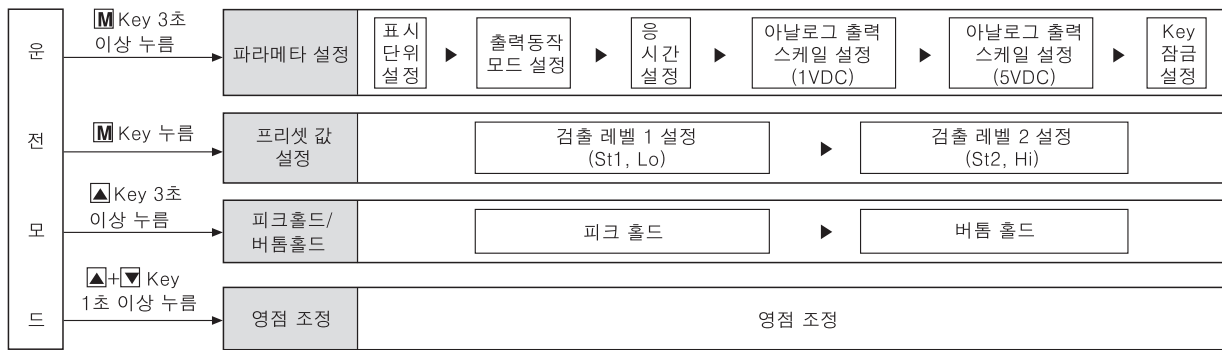 운
전
모
드
M Key 3초
이상 누름
파라메타 설정
표시
단위
설정
▶
출력동작
모드 설정
▶
응
시간
설정
▶
아날로그 출력
스케일 설정
(1VDC)
▶
아날로그 출력
스케일 설정
(5VDC)
▶
Key
잠금
설정
M Key 누름
프리셋 값
설정
검출 레벨 1 설정
(St1, Lo)
▶
검출 레벨 2 설정
(St2, Hi)
▲ Key 3초
이상 누름
피크홀드/
버톰홀드
피크 홀드
▶
버톰 홀드
▲+▼ Key
1초 이상 누름
영점 조정
영점 조정